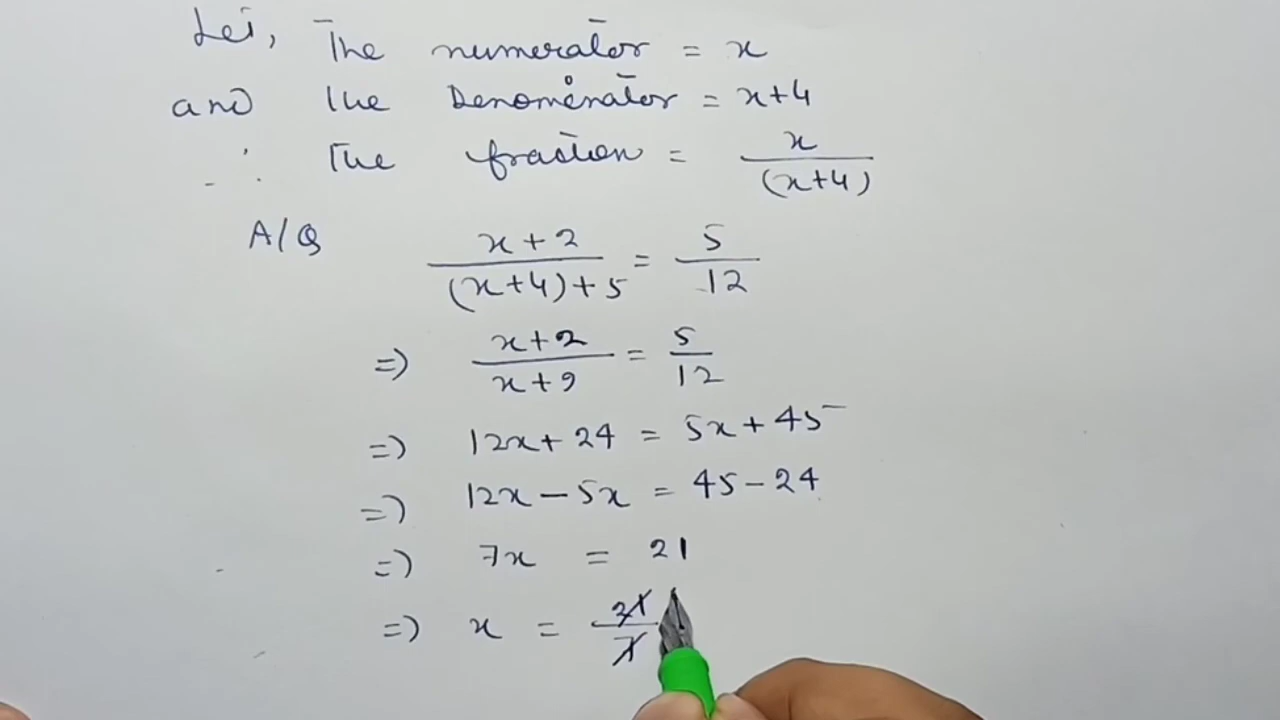 Let, The numerator = x
and the Denominator = x+4
∴ The fraction = x/(x+4)
A/Q (x+2)/((x+4)+5) = 5/12
=) (x+2)/(x+9) = 5/12
=) 12x+24 = 5x+45
=) 12x-5x = 45-24
=) 7x = 21
=) x = 21/7